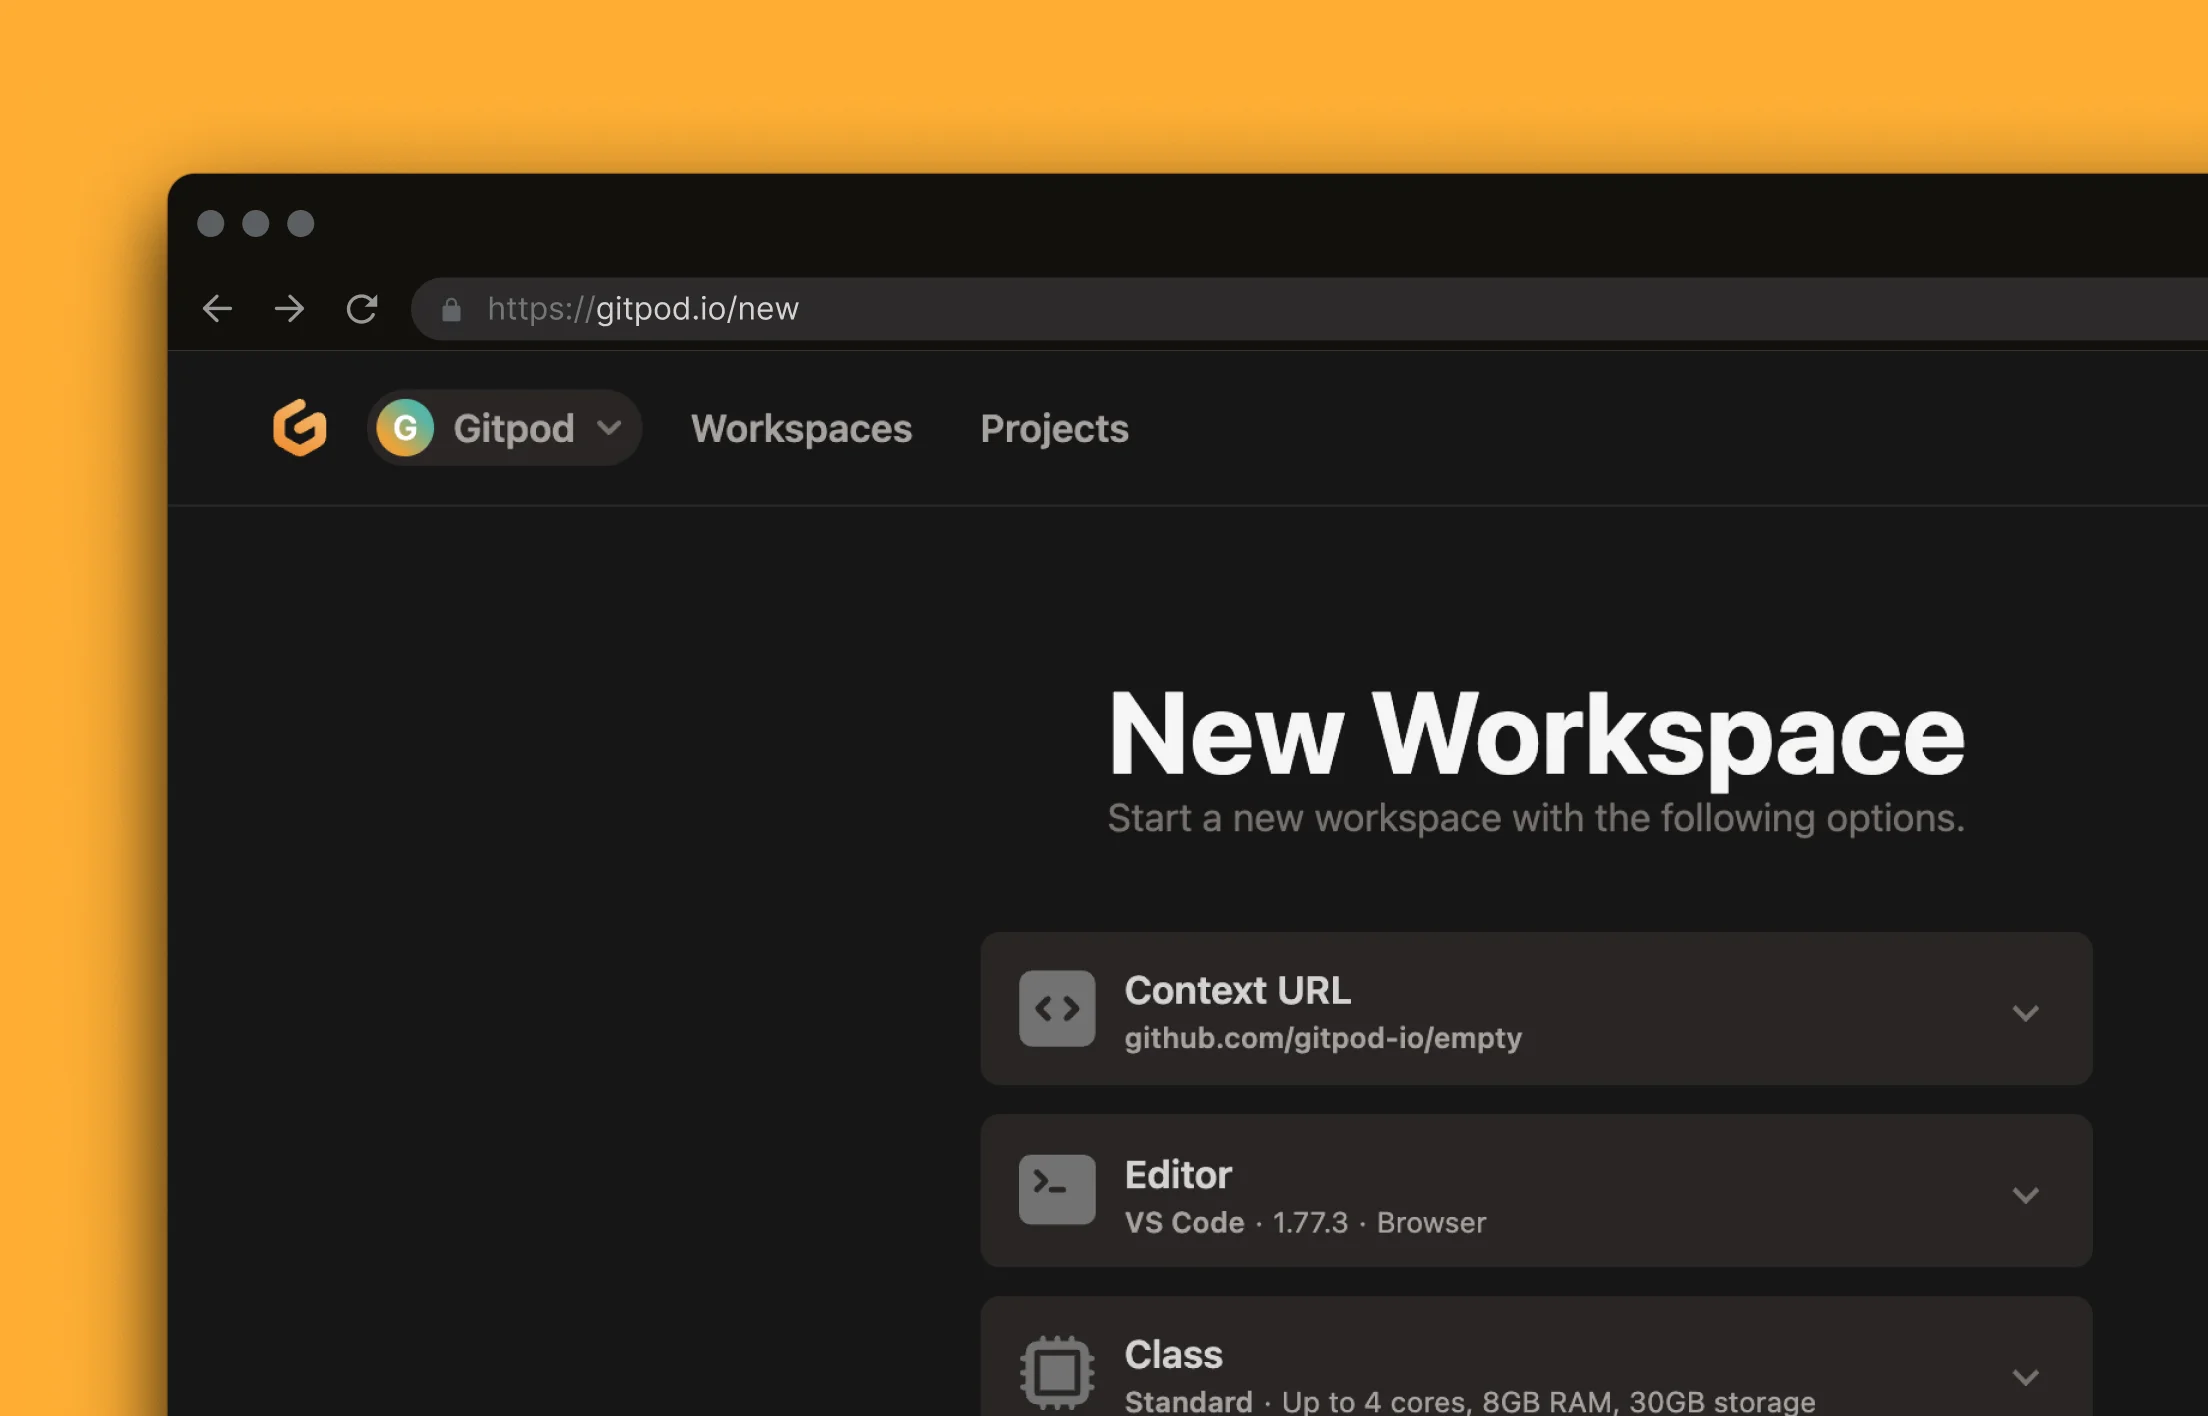 https://gitpod.io/new
G Gitpod Workspaces Projects
New Workspace
Start a new workspace with the following options.
Context URL
github.com/gitpod-io/empty
Editor
VS Code · 1.77.3 · Browser
Class
Standard · Up to 4 cores, 8GB RAM, 30GB storage